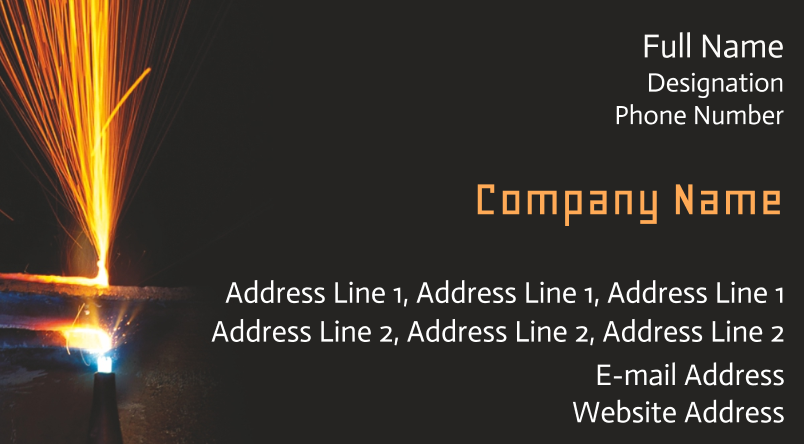 Full Name
Designation
Phone Number
Company Name
Address Line 1, Address Line 1, Address Line 1
Address Line 2, Address Line 2, Address Line 2
E-mail Address
Website Address